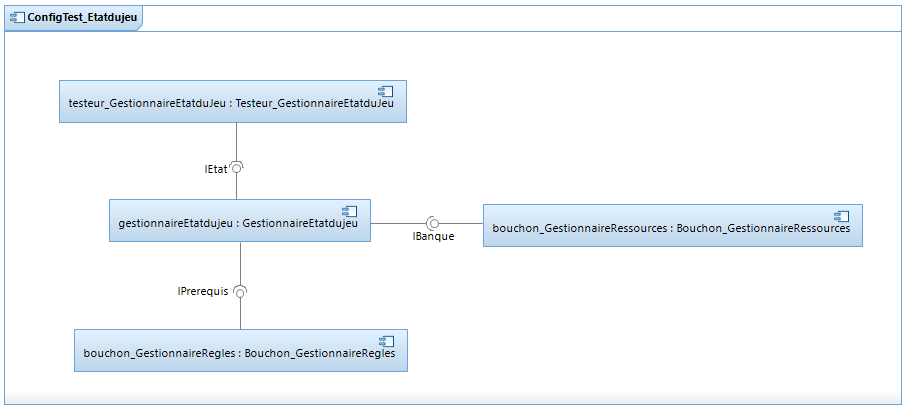 ConfigTest_Etatdujeu
testeur_GestionnaireEtatduJeu : Testeur_GestionnaireEtatduJeu
IEtat
gestionnaireEtatdujeu : GestionnaireEtatdujeu
IBanque
bouchon_GestionnaireRessources : Bouchon_GestionnaireRessources
IPrerequis
bouchon_GestionnaireRegles : Bouchon_GestionnaireRegles